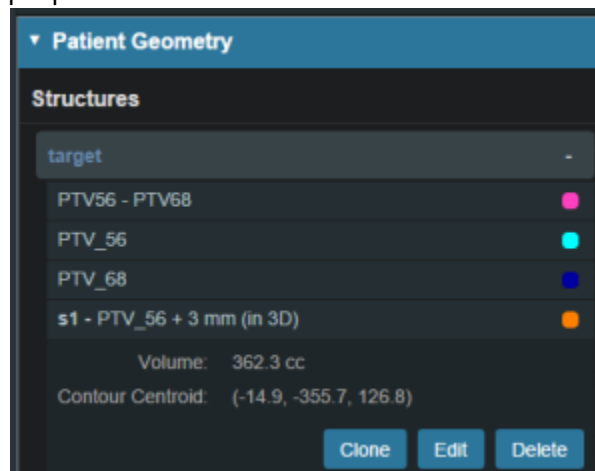 Patient Geometry
Structures
target -
PTV56 - PTV68
PTV_56
PTV_68
s1 - PTV_56 + 3 mm (in 3D)
Volume: 362.3 cc
Contour Centroid: (-14.9, -355.7, 126.8)
Clone Edit Delete